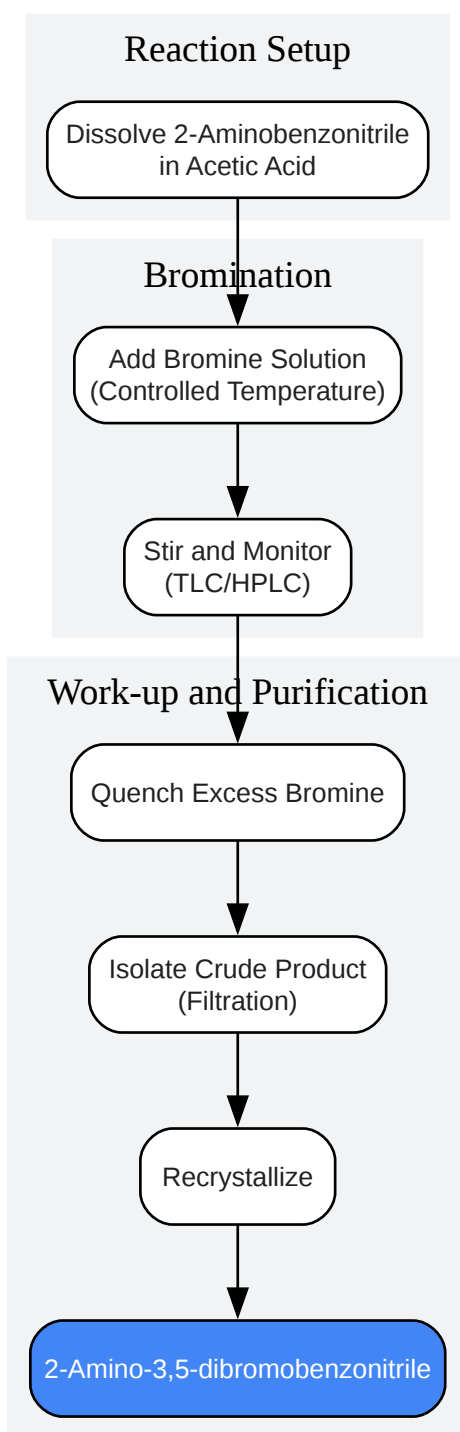 Reaction Setup
Dissolve 2-Aminobenzonitrile
in Acetic Acid
Bromination
Add Bromine Solution
(Controlled Temperature)
Stir and Monitor
(TLC/HPLC)
Work-up and Purification
Quench Excess Bromine
Isolate Crude Product
(Filtration)
Recrystallize
2-Amino-3,5-dibromobenzonitrile